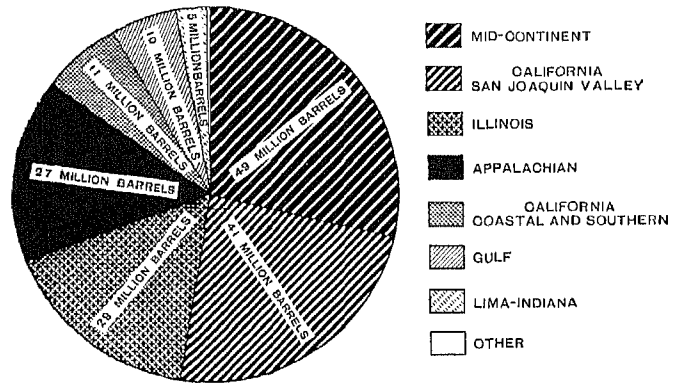 5 MILLION BARRELS
10 MILLION BARRELS
11 MILLION BARRELS
49 MILLION BARRELS
27 MILLION BARRELS
29 MILLION BARRELS
41 MILLION BARRELS
MID-CONTINENT
CALIFORNIA
SAN JOAQUIN VALLEY
ILLINOIS
APPALACHIAN
CALIFORNIA
COASTAL AND SOUTHERN
GULF
LIMA-INDIANA
OTHER